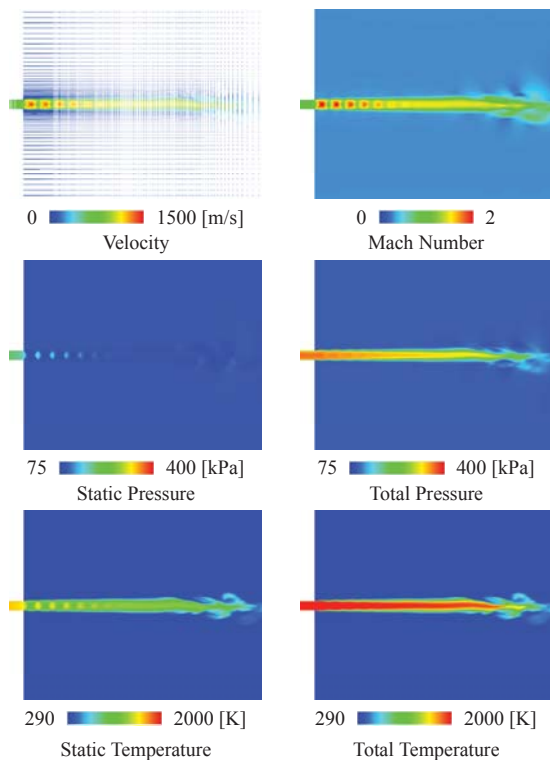 0 1500 [m/s]
Velocity
0 2
Mach Number
75 400 [kPa]
Static Pressure
75 400 [kPa]
Total Pressure
290 2000 [K]
Static Temperature
290 2000 [K]
Total Temperature